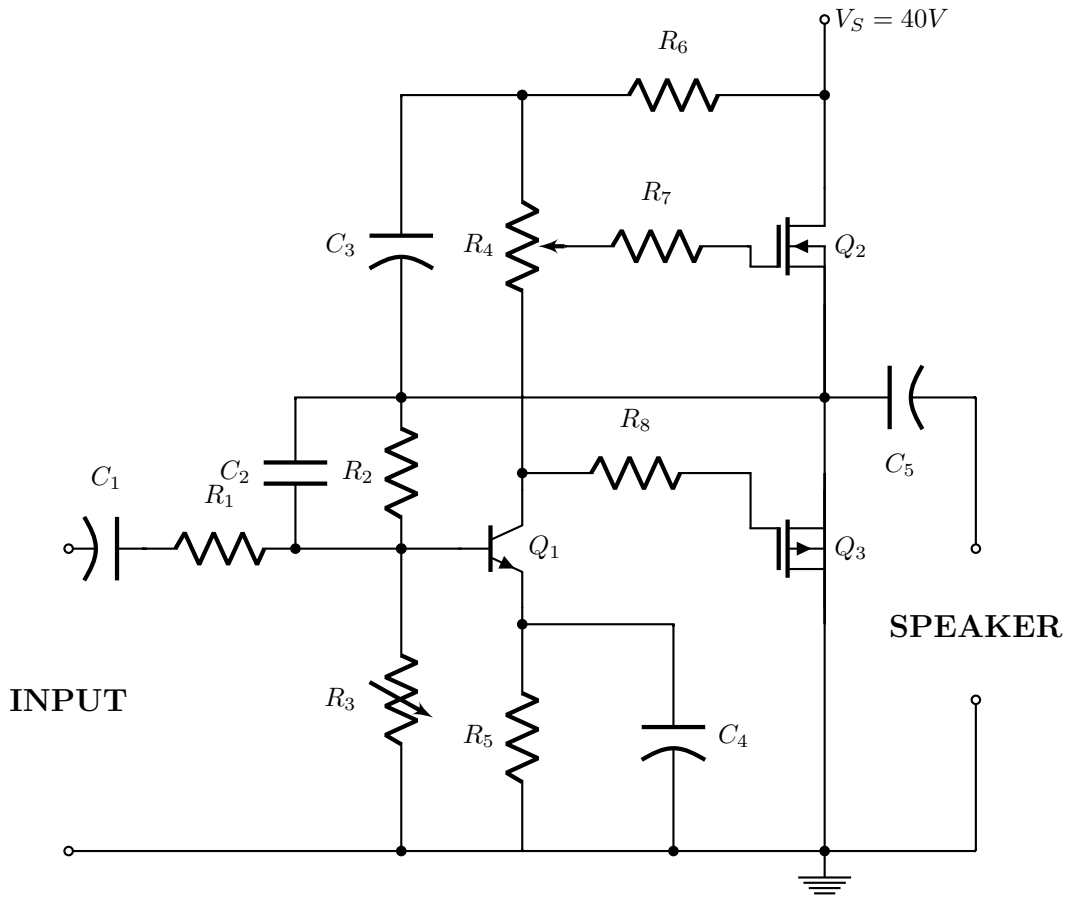 V_S = 40V
R_6
R_7
C_3
R_4
Q_2
R_8
C_1
C_2
R_2
C_5
R_1
Q_1
Q_3
SPEAKER
INPUT
R_3
R_5
C_4